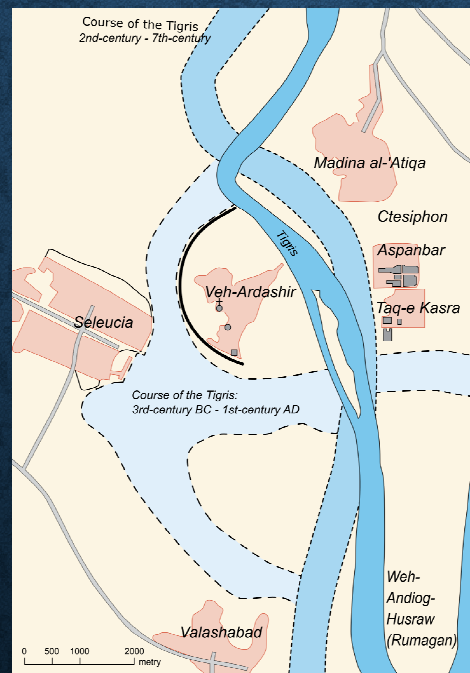 Course of the Tigris
2nd-century - 7th-century
Madina al-'Atiqa
Ctesiphon
Tigris
Aspanbar
Veh-Ardashir
Taq-e Kasra
Seleucia
Course of the Tigris:
3rd-century BC - 1st-century AD
Weh-
Andiog-
Husraw
(Rumagan)
Valashabad
0 500 1000 2000
metry